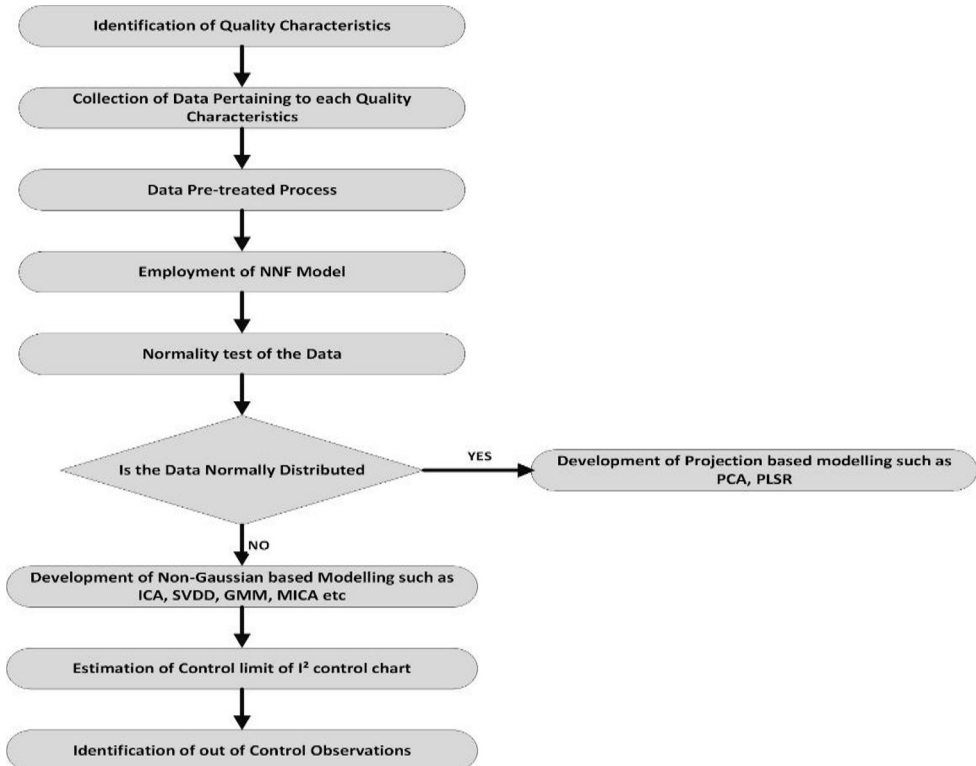 Identification of Quality Characteristics
Collection of Data Pertaining to each Quality
Characteristics
Data Pre-treated Process
Employment of NNF Model
Normality test of the Data
Is the Data Normally Distributed
YES
Development of Projection based modelling such as
PCA, PLSR
NO
Development of Non-Gaussian based Modelling such as
ICA, SVDD, GMM, MICA etc
Estimation of Control limit of I² control chart
Identification of out of Control Observations